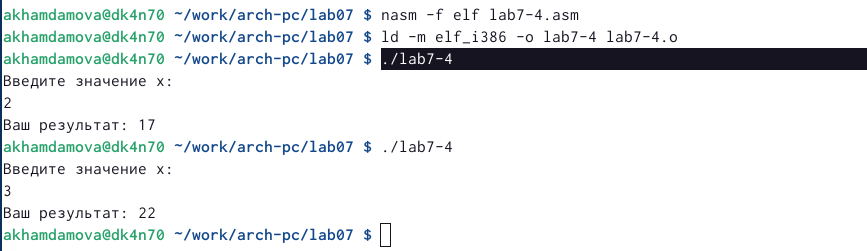 akhamdamova@dk4n70 ~/work/arch-pc/lab07 $ nasm -f elf lab7-4.asm
akhamdamova@dk4n70 ~/work/arch-pc/lab07 $ ld -m elf_i386 -o lab7-4 lab7-4.o
akhamdamova@dk4n70 ~/work/arch-pc/lab07 $ ./lab7-4
Введите значение x:
2
Ваш результат: 17
akhamdamova@dk4n70 ~/work/arch-pc/lab07 $ ./lab7-4
Введите значение x:
3
Ваш результат: 22
akhamdamova@dk4n70 ~/work/arch-pc/lab07 $